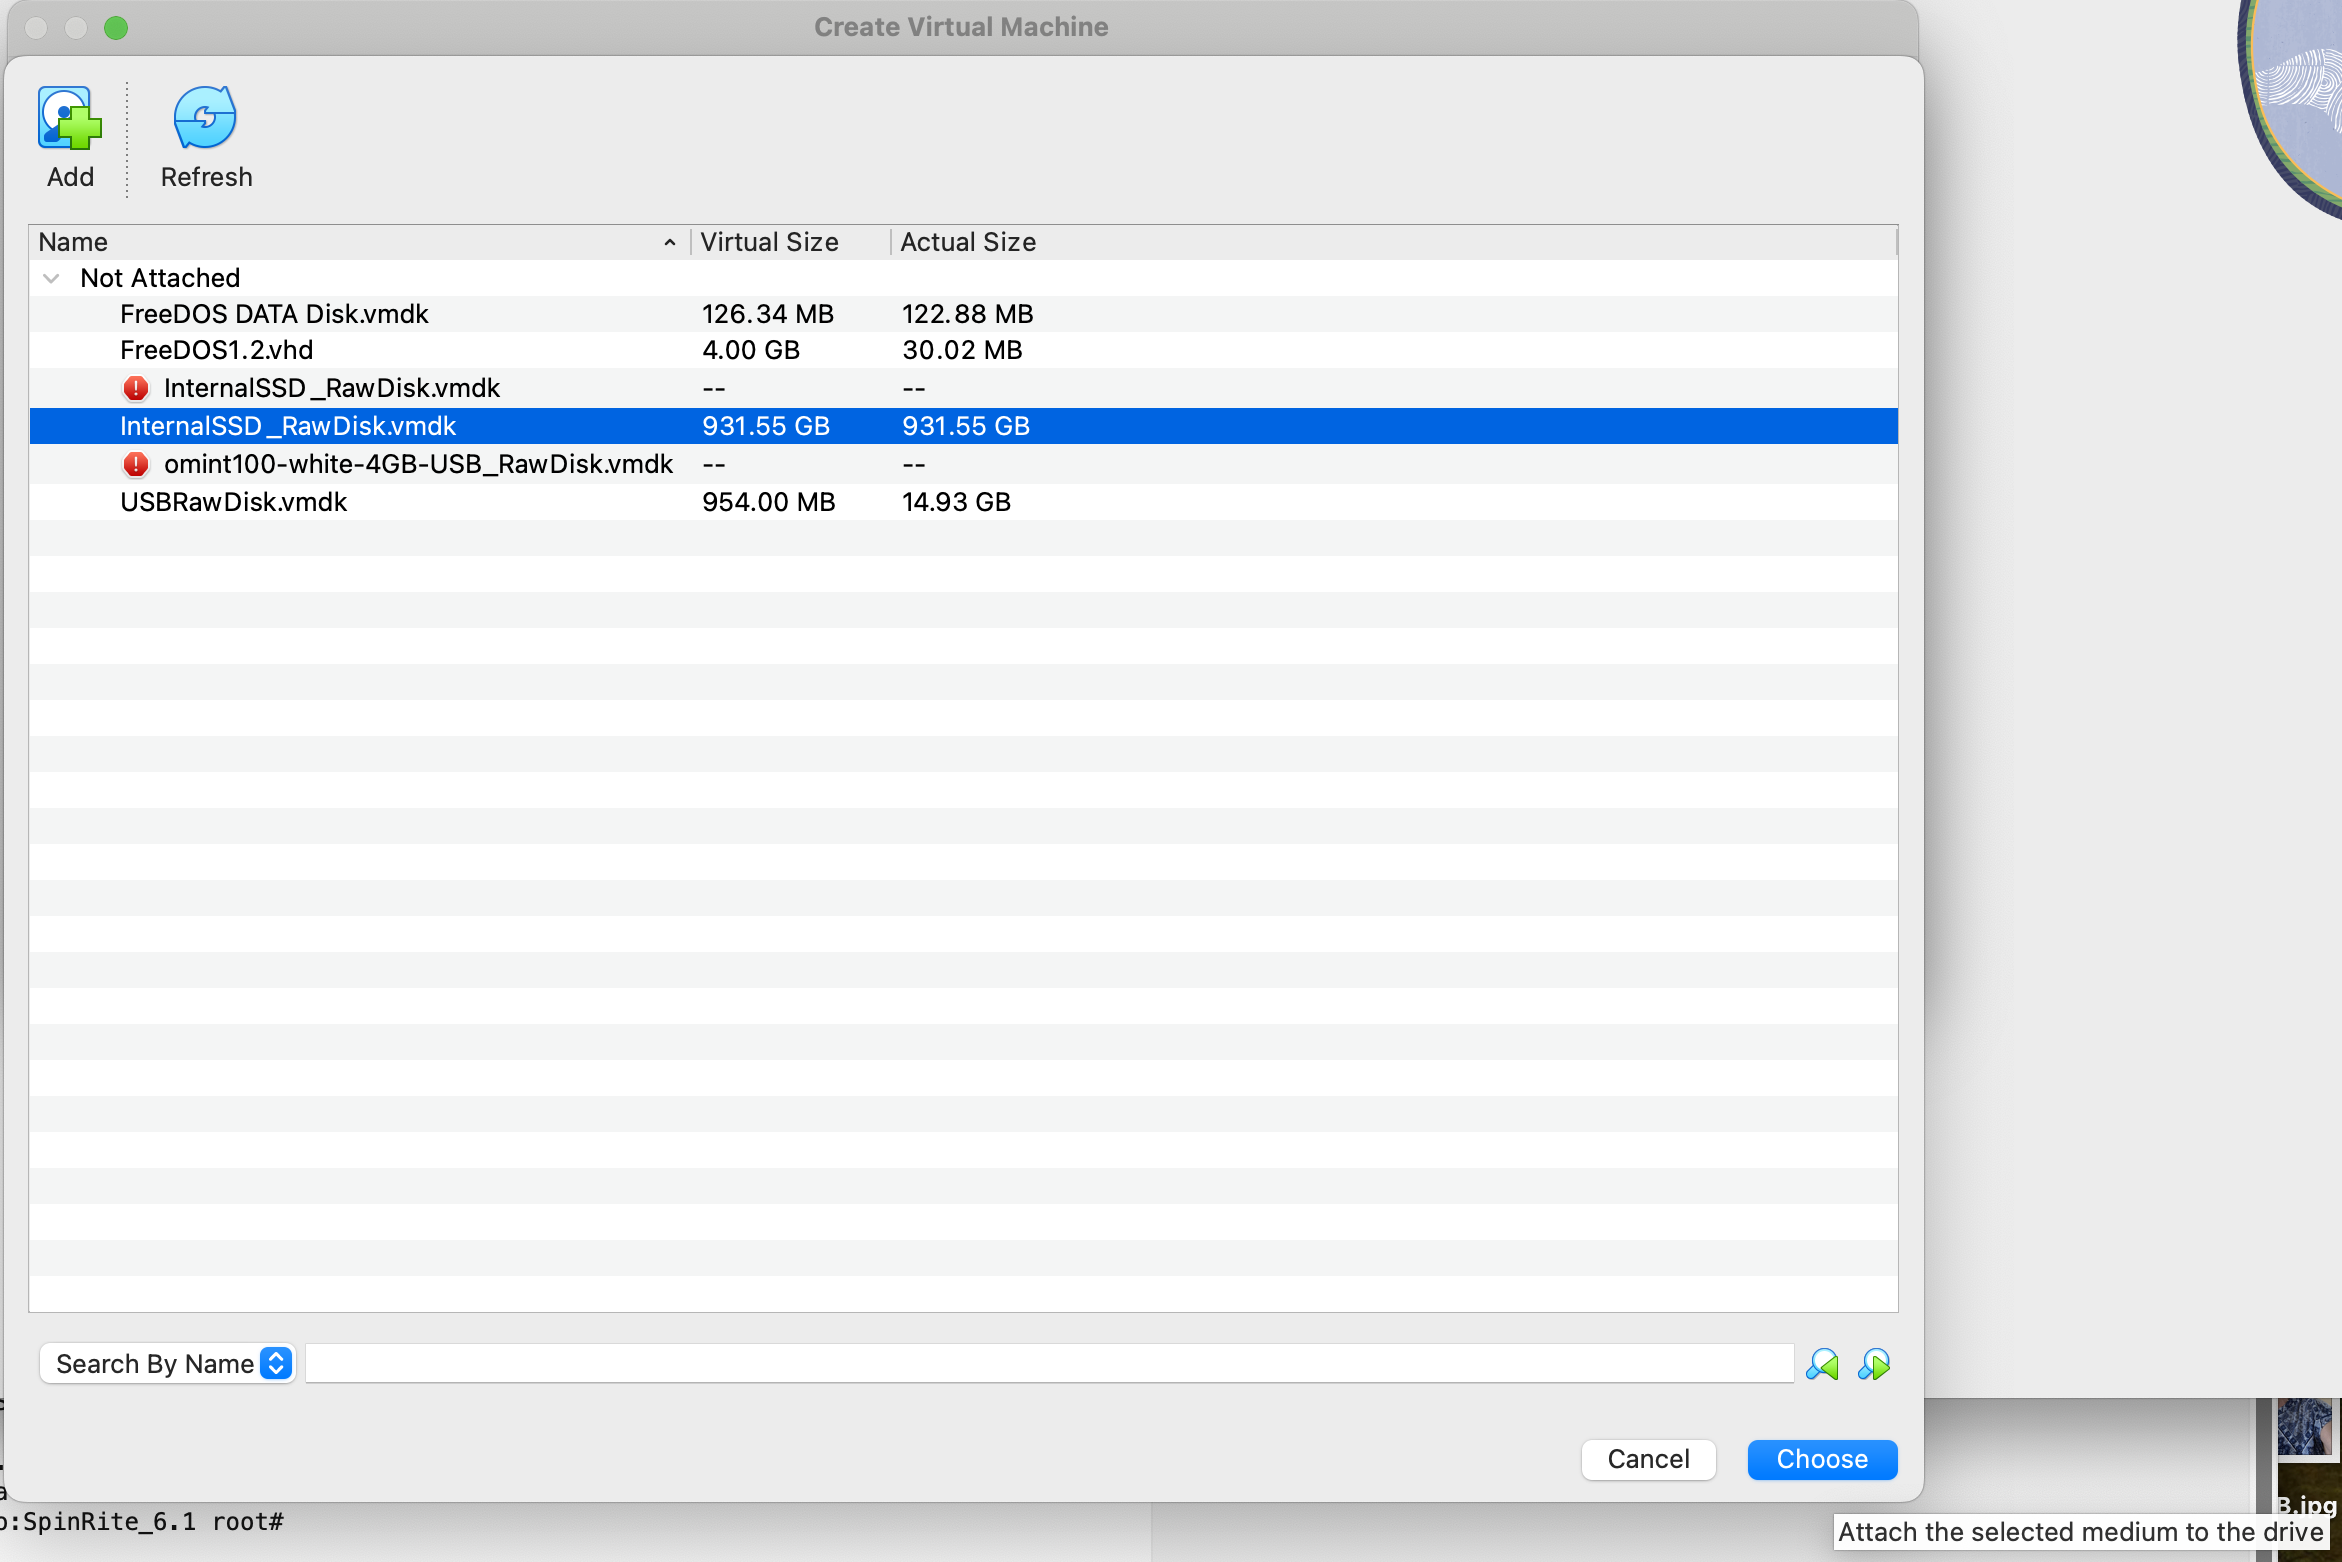 Create Virtual Machine
Add
Refresh
Name Virtual Size Actual Size
Not Attached
FreeDOS DATA Disk.vmdk 126.34 MB 122.88 MB
FreeDOS1.2.vhd 4.00 GB 30.02 MB
InternalSSD_RawDisk.vmdk -- --
InternalSSD_RawDisk.vmdk 931.55 GB 931.55 GB
omint100-white-4GB-USB_RawDisk.vmdk -- --
USBRawDisk.vmdk 954.00 MB 14.93 GB
Search By Name
Cancel Choose
:SpinRite_6.1 root#
B.jpg
Attach the selected medium to the drive